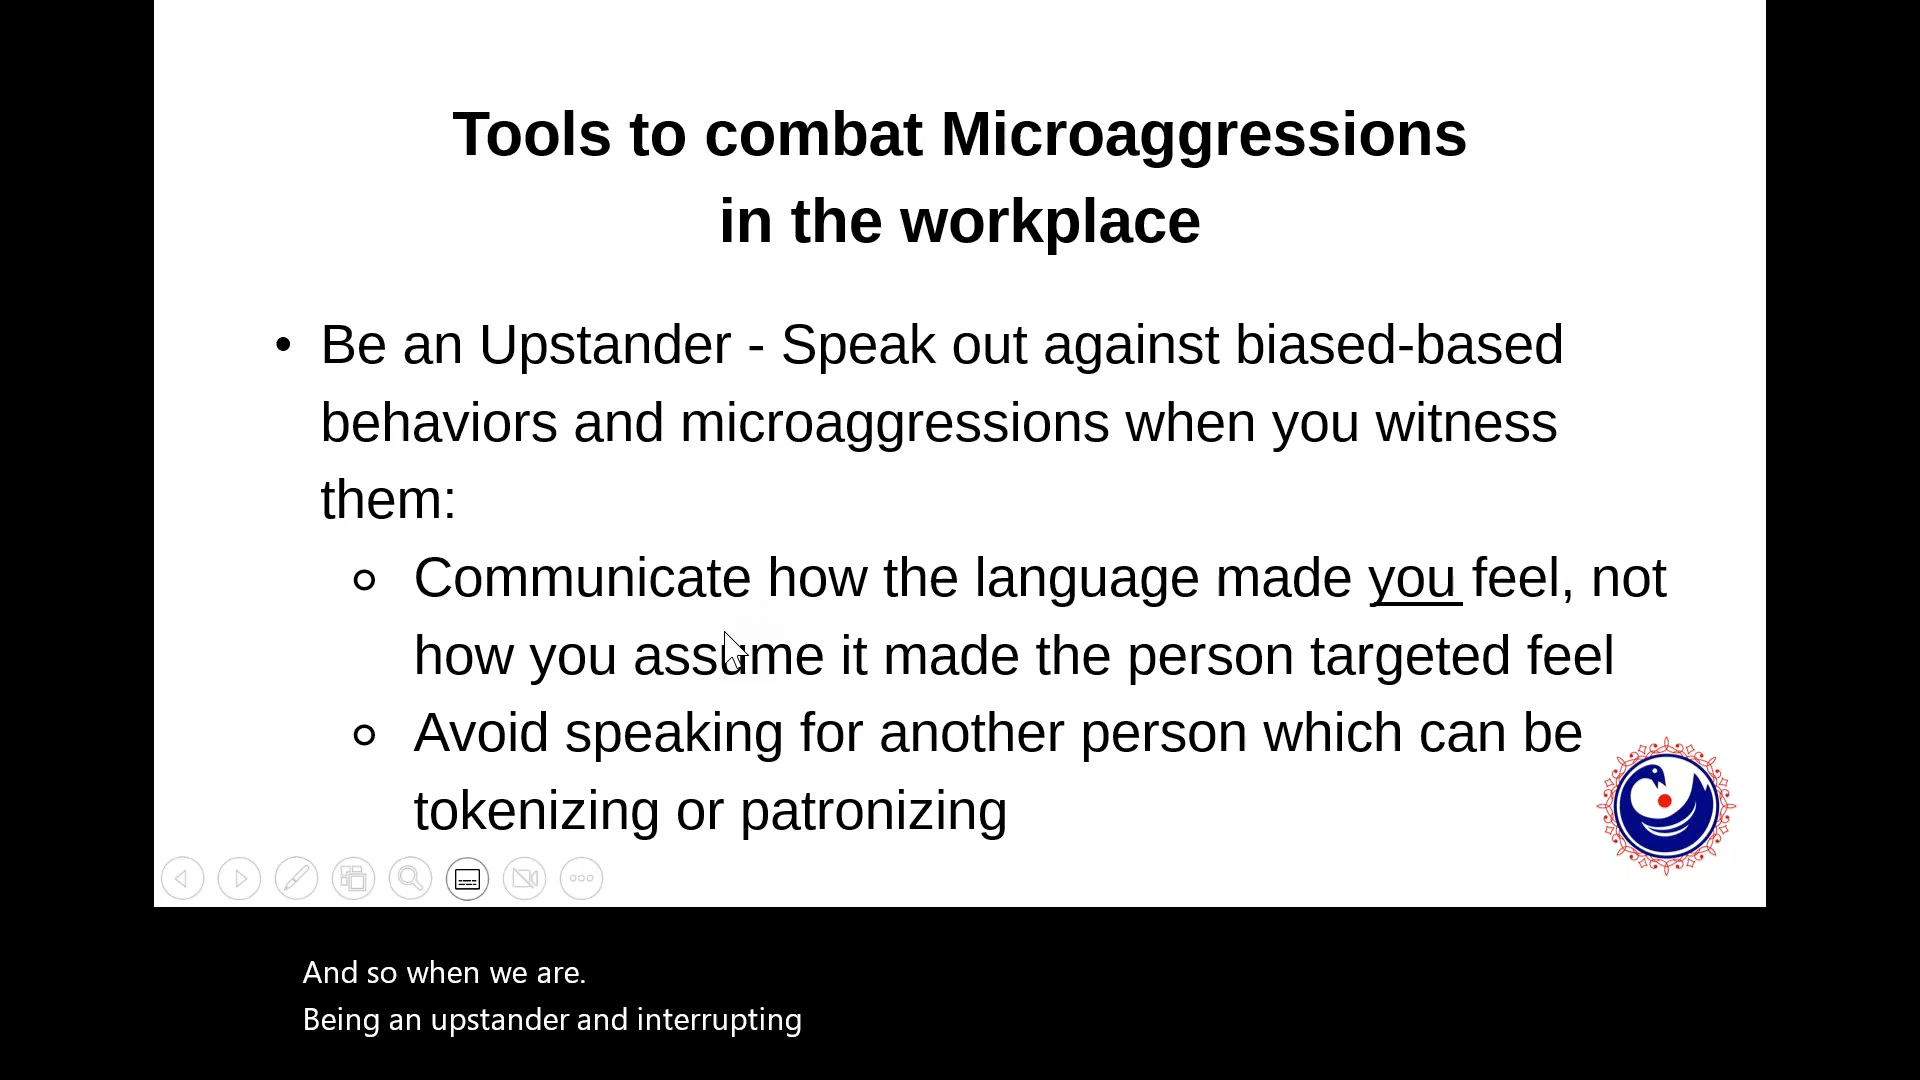 Tools to combat Microaggressions
in the workplace
• Be an Upstander - Speak out against biased-based
behaviors and microaggressions when you witness
them:
o Communicate how the language made you feel, not
how you assume it made the person targeted feel
o Avoid speaking for another person which can be
tokenizing or patronizing
And so when we are.
Being an upstander and interrupting